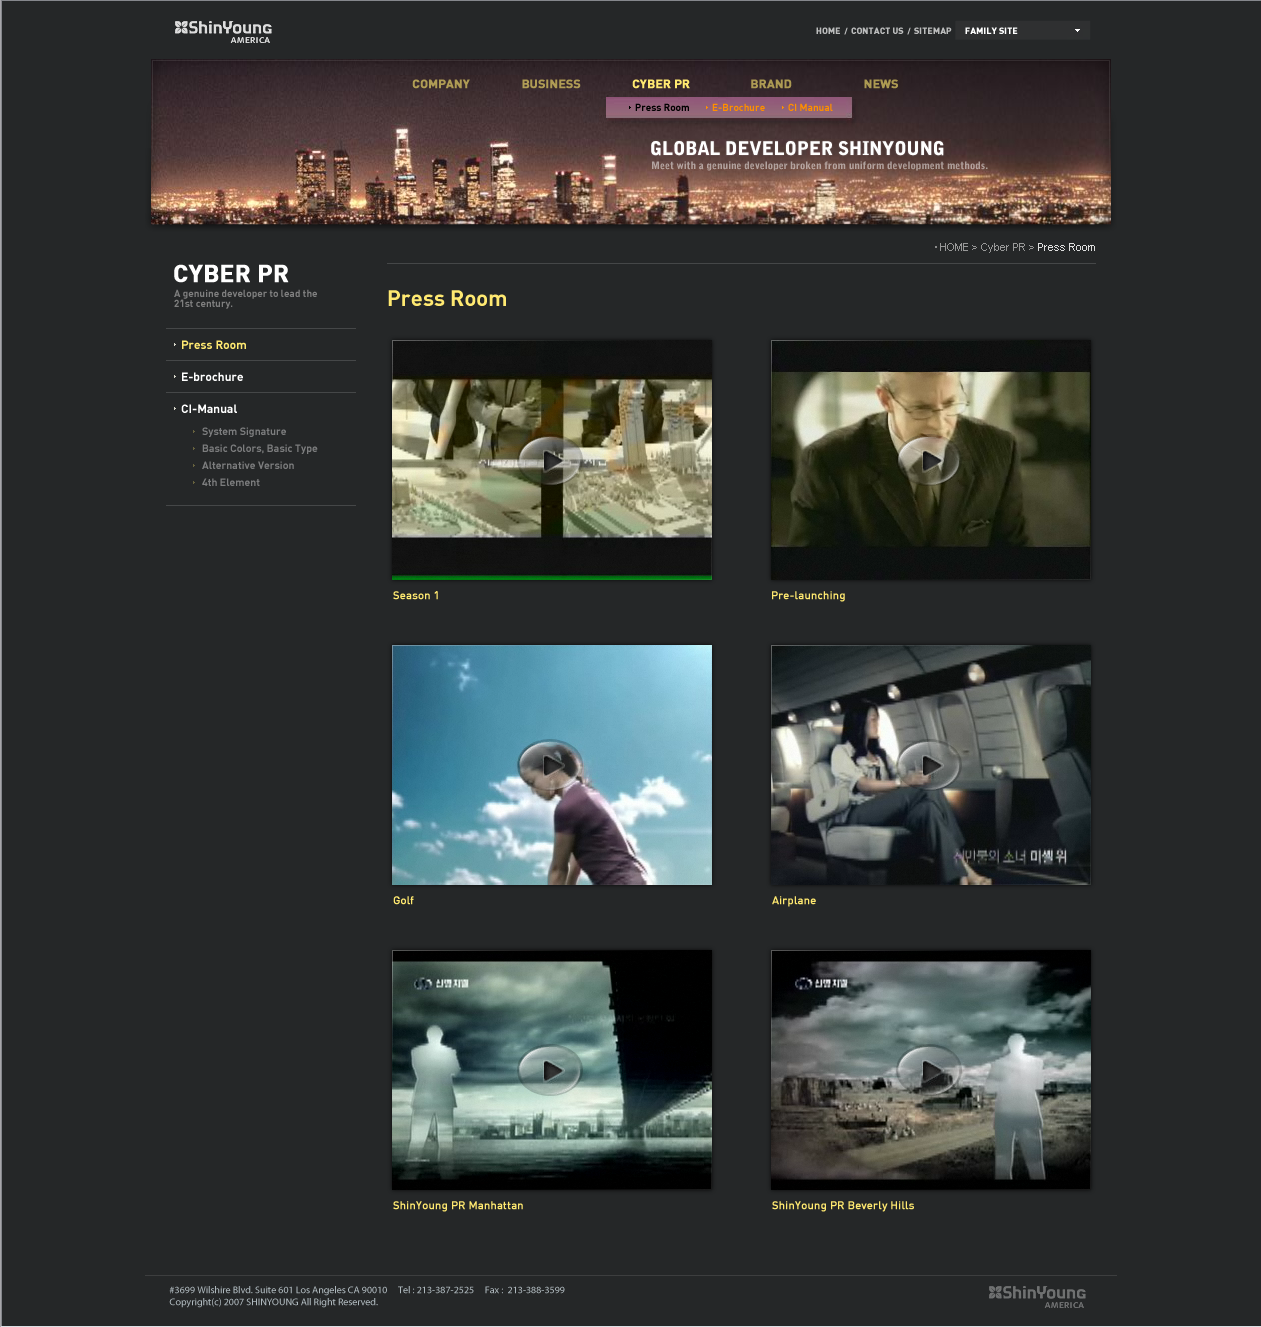 ShinYoung
AMERICA
HOME / CONTACT US / SITEMAP
FAMILY SITE
COMPANY BUSINESS CYBER PR BRAND NEWS
Press Room E-Brochure CI Manual
GLOBAL DEVELOPER SHINYOUNG
Meet with a genuine developer broken from uniform development methods.
HOME > Cyber PR > Press Room
CYBER PR
A genuine developer to lead the
21st century.
Press Room
E-brochure
CI-Manual
System Signature
Basic Colors, Basic Type
Alternative Version
4th Element
Press Room
Season 1
Pre-launching
소녀 미셸 위
Golf
Airplane
신영 지웰
신영 지웰
ShinYoung PR Manhattan
ShinYoung PR Beverly Hills
#3699 Wilshire Blvd. Suite 601 Los Angeles CA 90010 Tel : 213-387-2525 Fax : 213-388-3599
Copyright(c) 2007 SHINYOUNG All Right Reserved.
ShinYoung
AMERICA